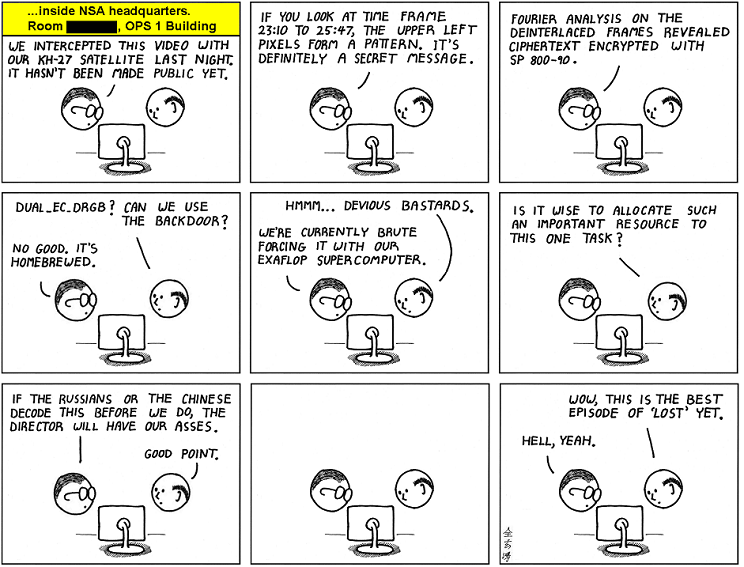 ...inside NSA headquarters.
Room , OPS 1 Building
WE INTERCEPTED THIS VIDEO WITH
OUR KH-27 SATELLITE LAST NIGHT.
IT HASN'T BEEN MADE PUBLIC YET.
IF YOU LOOK AT TIME FRAME
23:10 TO 25:47, THE UPPER LEFT
PIXELS FORM A PATTERN. IT'S
DEFINITELY A SECRET MESSAGE.
FOURIER ANALYSIS ON THE
DEINTERLACED FRAMES REVEALED
CIPHERTEXT ENCRYPTED WITH
SP 800-90.
DUAL_EC_DRGB? CAN WE USE
THE BACKDOOR?
NO GOOD. IT'S
HOMEBREWED.
HMMM... DEVIOUS BASTARDS.
WE'RE CURRENTLY BRUTE
FORCING IT WITH OUR
EXAFLOP SUPERCOMPUTER.
IS IT WISE TO ALLOCATE SUCH
AN IMPORTANT RESOURCE TO
THIS ONE TASK?
IF THE RUSSIANS OR THE CHINESE
DECODE THIS BEFORE WE DO, THE
DIRECTOR WILL HAVE OUR ASSES.
GOOD POINT.
WOW, THIS IS THE BEST
EPISODE OF 'LOST' YET.
HELL, YEAH.